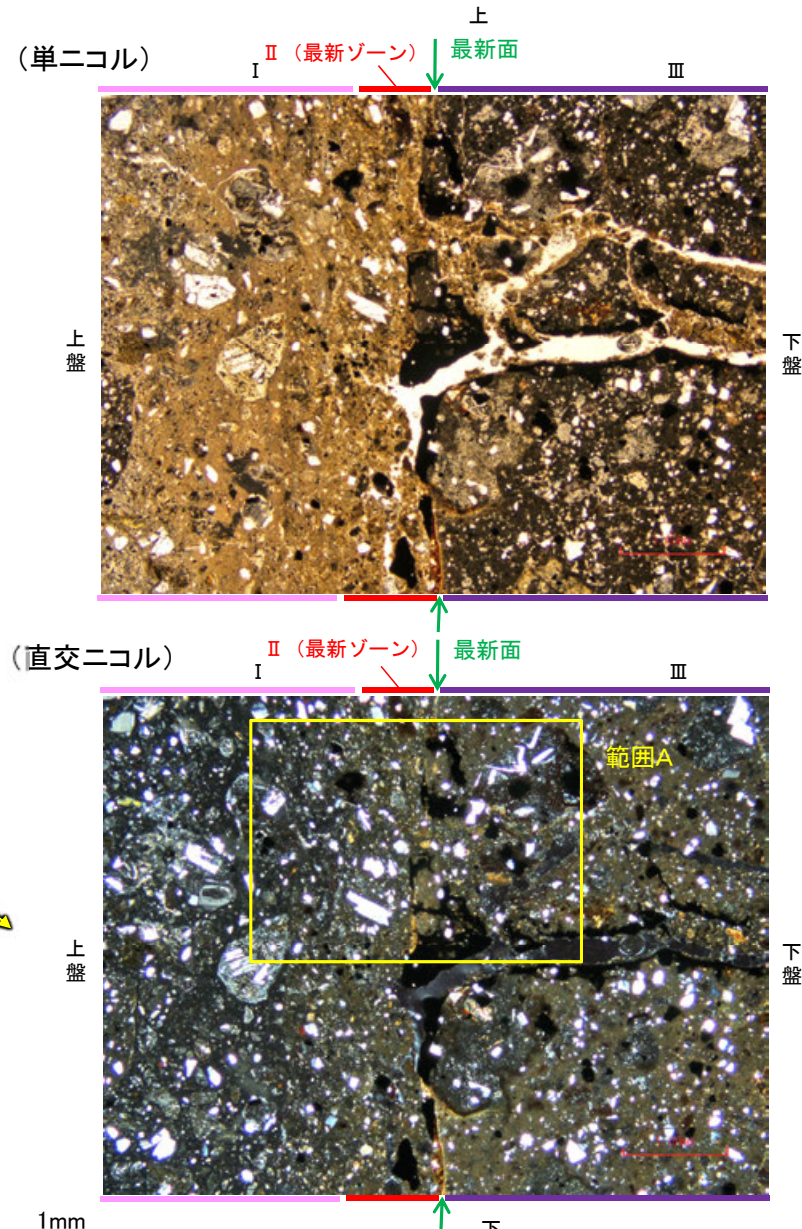 上
（単ニコル）
Ⅰ
Ⅱ（最新ゾーン）
最新面
Ⅲ
上盤
下盤
（直交ニコル）
Ⅰ
Ⅱ（最新ゾーン）
最新面
Ⅲ
範囲A
上盤
下盤
1mm
下